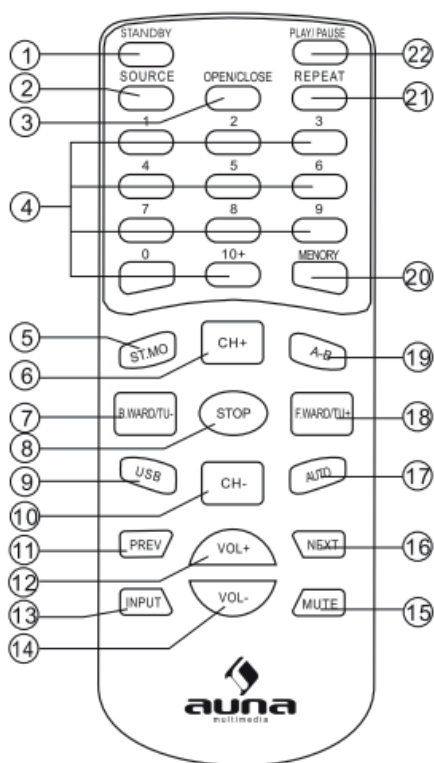 STANDBY PLAY/ PAUSE
1 22
SOURCE OPEN/CLOSE REPEAT
2 21
3
1 2 3
4 5 6
4
7 8 9
0 10+ MENORY
20
5 ST.MO CH+ A-B 19
6
7 B.WARD/TU- STOP F.WARD/TU+ 18
8
9 USB CH- AUTO 17
10
11 PREV VOL+ NEXT 16
12
13 INPUT VOL- MUTE 15
14
auna
multimedia